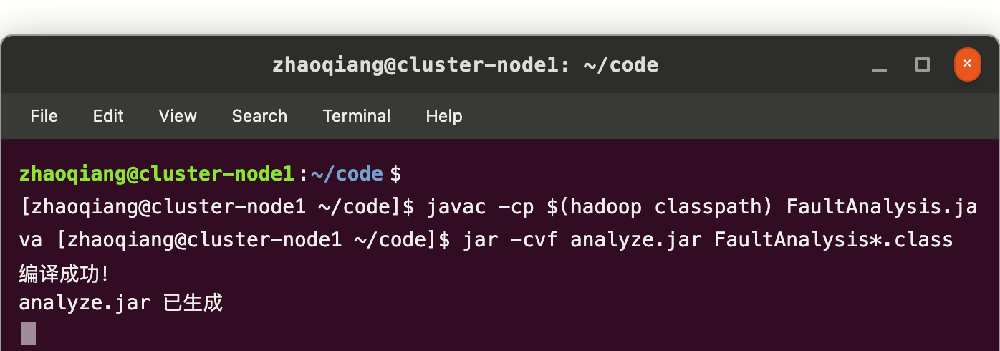 zhaoqiang@cluster-node1: ~/code
File Edit View Search Terminal Help
zhaoqiang@cluster-node1:~/code $
[zhaoqiang@cluster-node1 ~/code]$ javac -cp $(hadoop classpath) FaultAnalysis.ja
va [zhaoqiang@cluster-node1 ~/code]$ jar -cvf analyze.jar FaultAnalysis*.class
编译成功!
analyze.jar 已生成